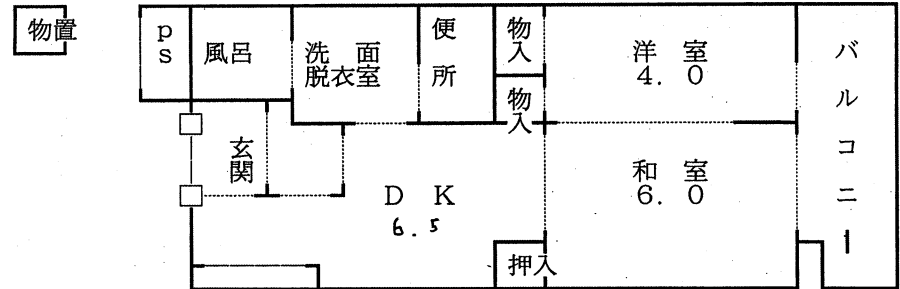 物置
ps
風呂
洗面
脱衣室
便所
物入
物入
洋室
4.0
バルコニー
玄関
DK
6.5
和室
6.0
押入